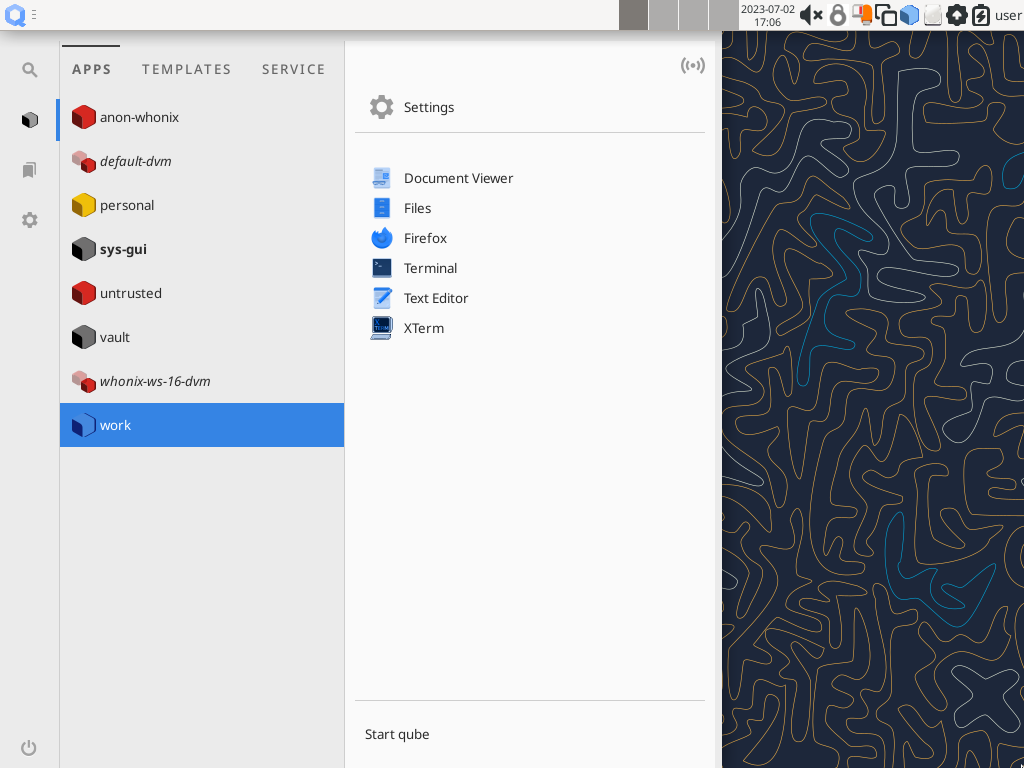 2023-07-02
17:06
user
APPS TEMPLATES SERVICE
anon-whonix
default-dvm
personal
sys-gui
untrusted
vault
whonix-ws-16-dvm
work
Settings
Document Viewer
Files
Firefox
Terminal
Text Editor
XTerm
Start qube